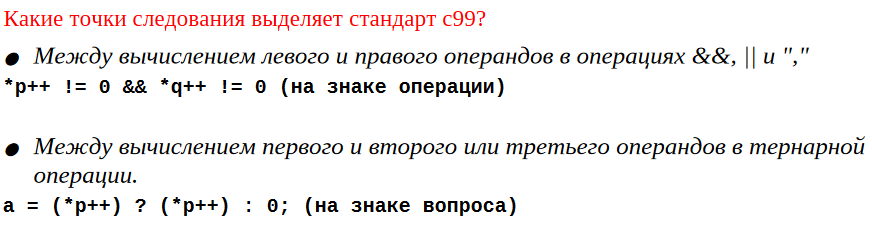 Какие точки следования выделяет стандарт с99?
● Между вычислением левого и правого операндов в операциях &&, || и ","
*p++ != 0 && *q++ != 0 (на знаке операции)
● Между вычислением первого и второго или третьего операндов в тернарной
операции.
a = (*p++) ? (*p++) : 0; (на знаке вопроса)